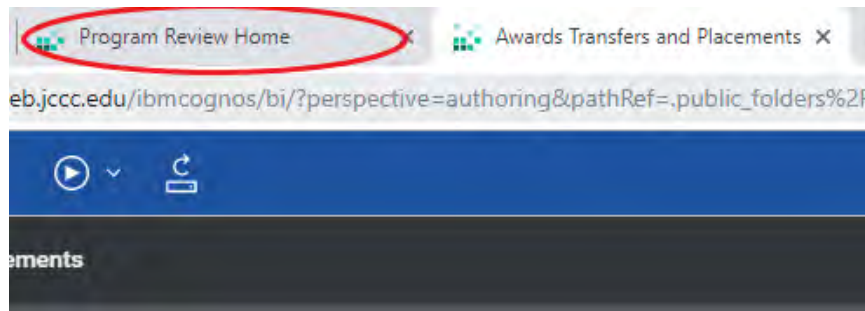 Program Review Home
Awards Transfers and Placements
eb.jccc.edu/ibmcognos/bi/?perspective=authoring&pathRef=.public_folders%2F
ements